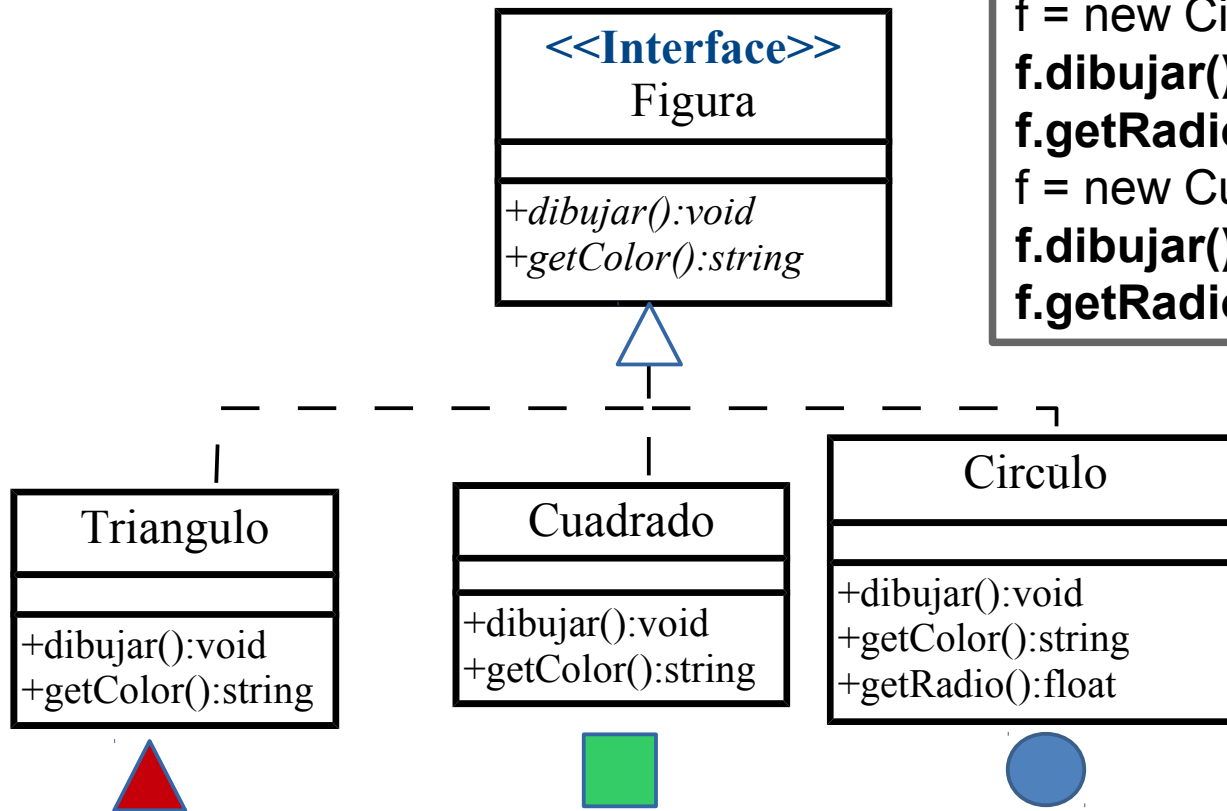 <<Interface>>
Figura
+dibujar():void
+getColor():string
f = new Ci
f.dibujar()
f.getRadio
f = new Cu
f.dibujar()
f.getRadio
Triangulo
+dibujar():void
+getColor():string
Cuadrado
+dibujar():void
+getColor():string
Circulo
+dibujar():void
+getColor():string
+getRadio():float